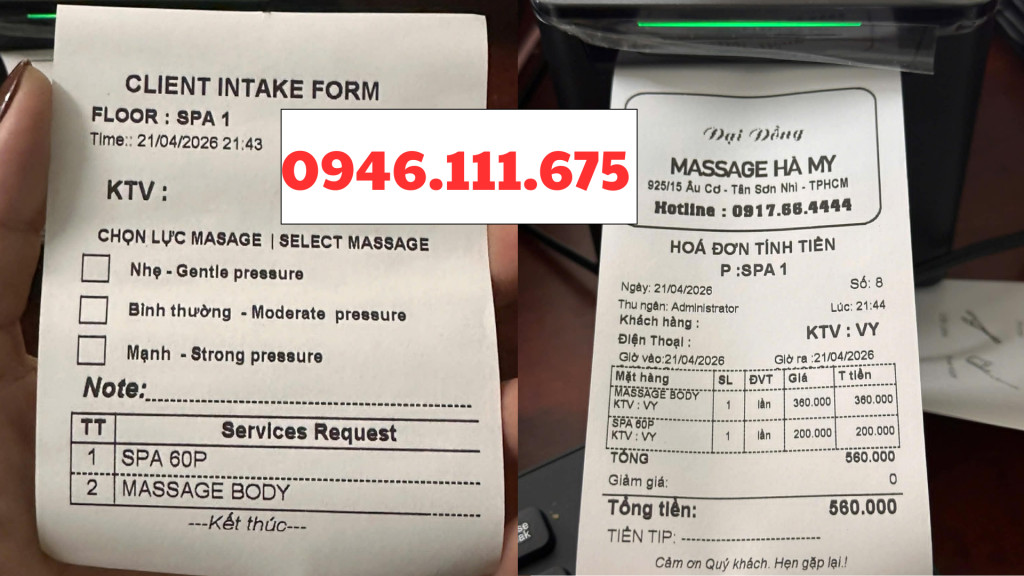 CLIENT INTAKE FORM
FLOOR : SPA 1
Time:: 21/04/2026 21:43
KTV :
CHỌN LỰC MASAGE | SELECT MASSAGE
Nhẹ - Gentle pressure
Bình thường - Moderate pressure
Mạnh - Strong pressure
Note:
TT Services Request
1 SPA 60P
2 MASSAGE BODY
---Kết thúc---
0946.111.675
Đại Đồng
MASSAGE HÀ MY
925/15 Âu Cơ - Tân Sơn Nhì - TPHCM
Hotline : 0917.66.4444
HOÁ ĐƠN TÍNH TIỀN
P :SPA 1
Ngày: 21/04/2026 Số: 8
Thu ngân: Administrator Lúc: 21:44
Khách hàng :
KTV : VY
Điện Thoại :
Giờ vào:21/04/2026 Giờ ra :21/04/2026
Mặt hàng SL ĐVT Giá T tiền
MASSAGE BODY
KTV : VY 1 lần 360.000 360.000
SPA 60P
KTV : VY 1 lần 200.000 200.000
TỔNG 560.000
Giảm giá: 0
Tổng tiền: 560.000
TIỀN TIP: --------------------
Cảm ơn Quý khách. Hẹn gặp lại.!